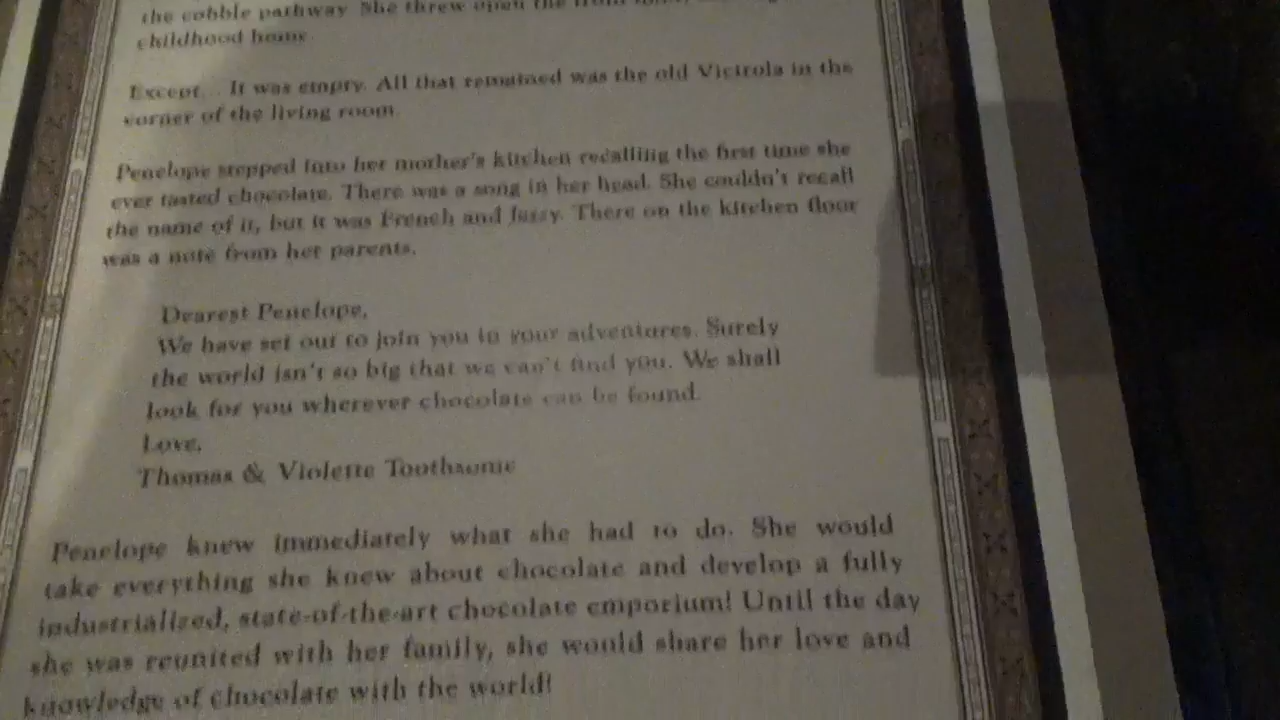 the cobble pathway. She threw open the front
childhood home.
Except... It was empty. All that remained was the old Victrola in the
corner of the living room.
Penelope stepped into her mother's kitchen recalling the first time she
ever tasted chocolate. There was a song in her head. She couldn't recall
the name of it, but it was French and Jazzy. There on the kitchen floor
was a note from her parents.
Dearest Penelope,
We have set out to join you in your adventures. Surely
the world isn't so big that we can't find you. We shall
look for you wherever chocolate can be found.
Love,
Thomas & Violette Toothsome
Penelope knew immediately what she had to do. She would
take everything she knew about chocolate and develop a fully
industrialized, state-of-the-art chocolate emporium! Until the day
she was reunited with her family, she would share her love and
knowledge of chocolate with the world!